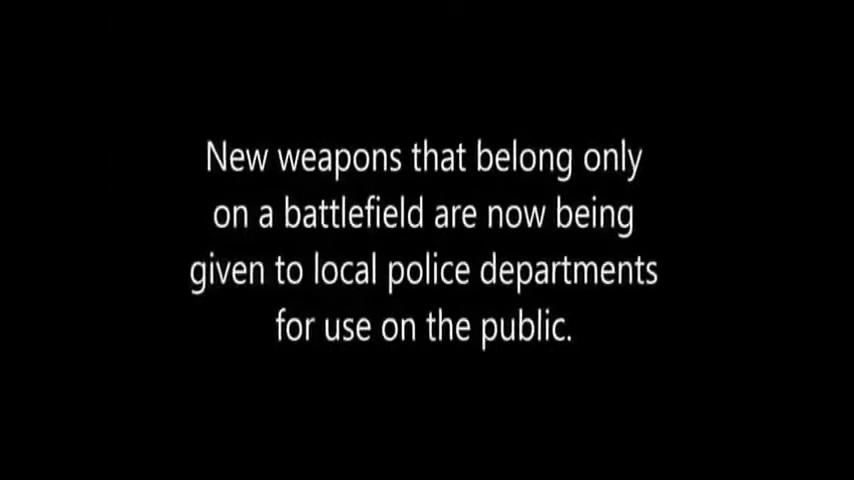 New weapons that belong only
on a battlefield are now being
given to local police departments
for use on the public.